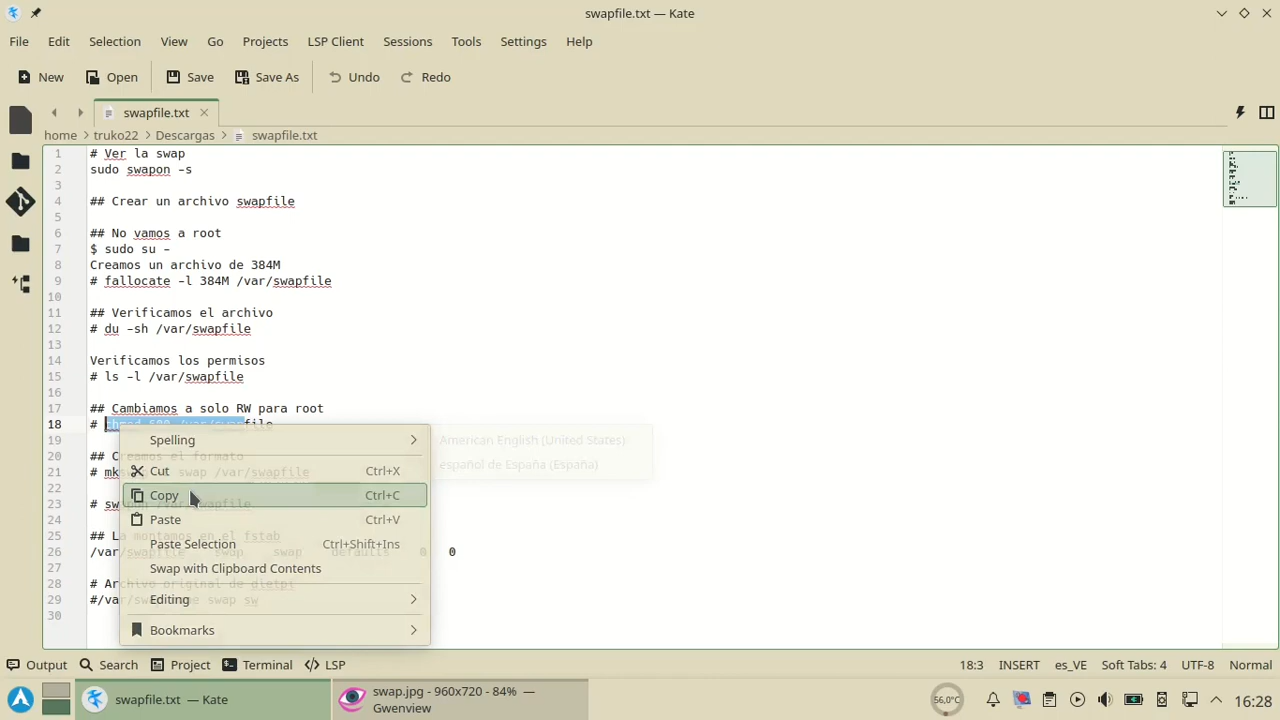 swapfile.txt — Kate
File Edit Selection View Go Projects LSP Client Sessions Tools Settings Help
New Open Save Save As Undo Redo
swapfile.txt
home truko22 Descargas swapfile.txt
1 # Ver la swap
2 sudo swapon -s
3
4 ## Crear un archivo swapfile
5
6 ## No vamos a root
7 $ sudo su -
8 Creamos un archivo de 384M
9 # fallocate -l 384M /var/swapfile
10
11 ## Verificamos el archivo
12 # du -sh /var/swapfile
13
14 Verificamos los permisos
15 # ls -l /var/swapfile
16
17 ## Cambiamos a solo RW para root
18 # chmod 600 /var/swapfile
19
20 ## Creamos el formato
21 # mk swap /var/swapfile
22
23 # swapon /var/swapfile
24
25 ## La montamos en el fstab
26 /var/swapfile swap swap defaults 0 0
27
28 # Archivo original de dietpi
29 #/var/ swap sw
30
Spelling
American English (United States)
español de España (España)
Cut Ctrl+X
Copy Ctrl+C
Paste Ctrl+V
Paste Selection Ctrl+Shift+Ins
Swap with Clipboard Contents
Editing
Bookmarks
Output Search Project Terminal LSP 18:3 INSERT es_VE Soft Tabs: 4 UTF-8 Normal
swapfile.txt — Kate
swap.jpg - 960x720 - 84% —
Gwenview
56,0°C
16:28